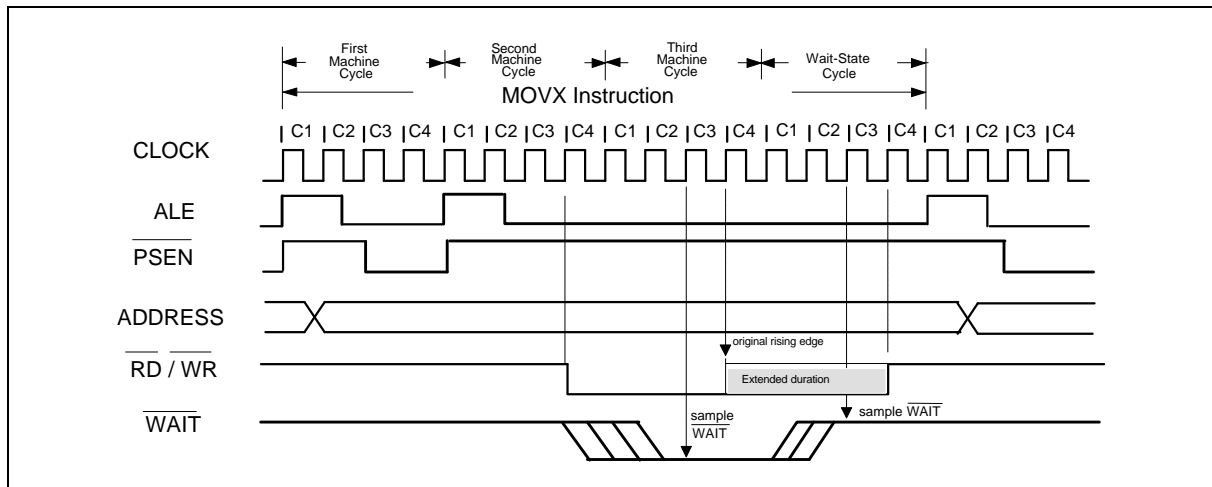 First
Machine
Cycle
Second
Machine
Cycle
Third
Machine
Cycle
Wait-State
Cycle
MOVX Instruction
C1 C2 C3 C4 C1 C2 C3 C4 C1 C2 C3 C4 C1 C2 C3 C4 C1 C2 C3 C4
CLOCK
ALE
PSEN
ADDRESS
original rising edge
RD / WR
Extended duration
sample
WAIT
sample WAIT
WAIT